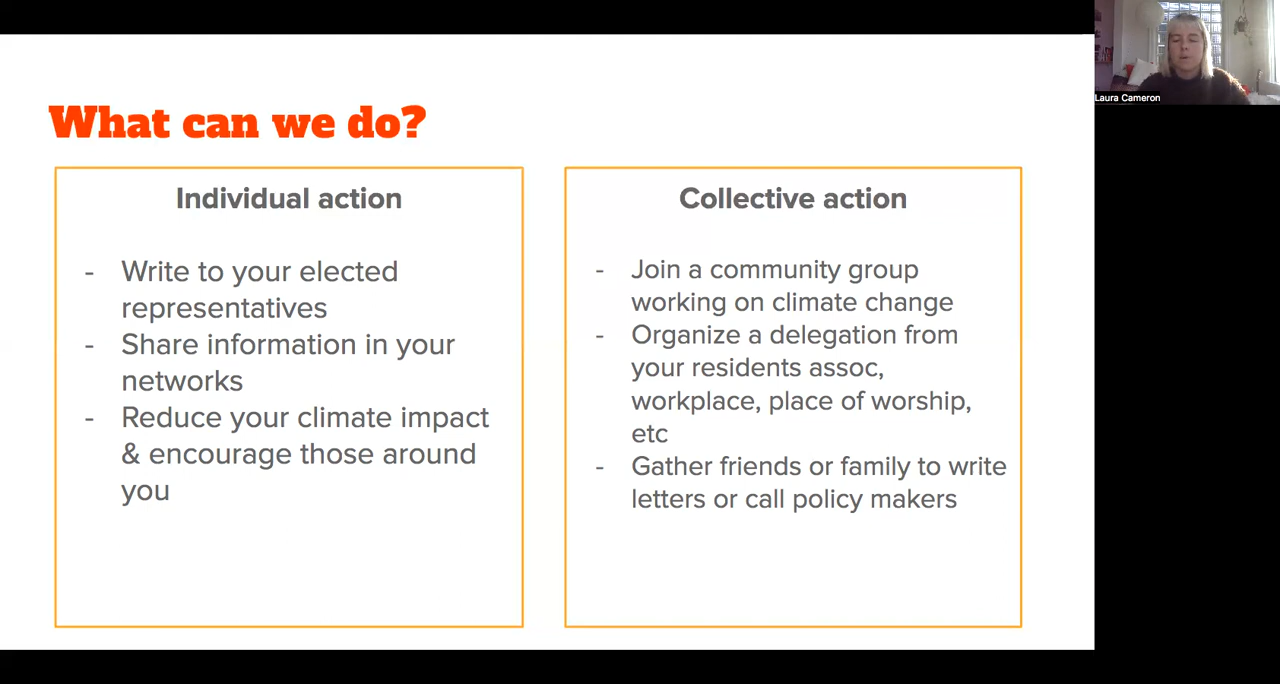 What can we do?
Individual action
- Write to your elected
representatives
- Share information in your
networks
- Reduce your climate impact
& encourage those around
you
Collective action
- Join a community group
working on climate change
- Organize a delegation from
your residents assoc,
workplace, place of worship,
etc
- Gather friends or family to write
letters or call policy makers
Laura Cameron